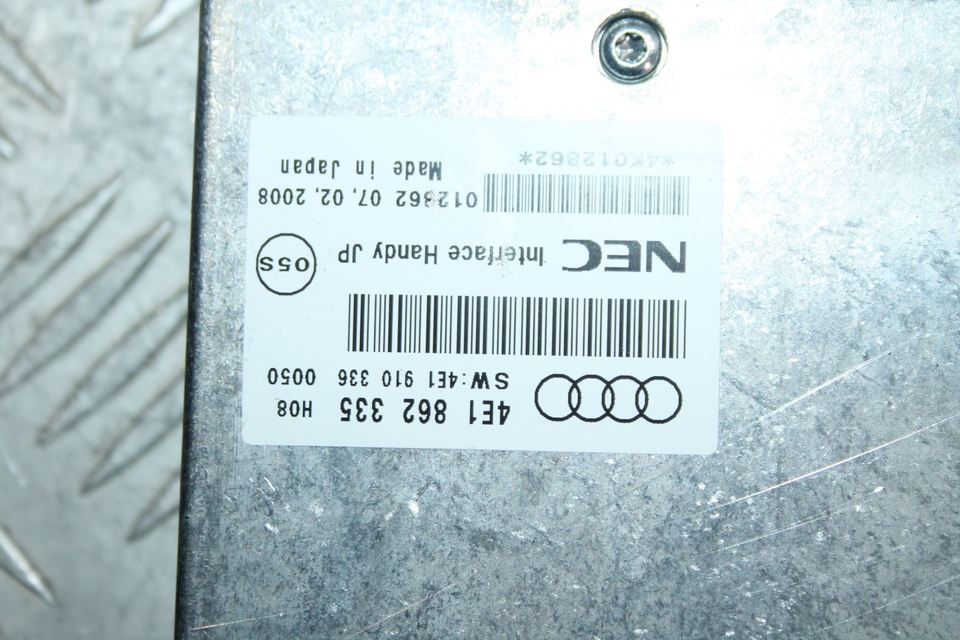 4E1 862 335 H08
SW:4E1 910 336 0050
NEC Interface Handy JP
05S
012862 07, 02, 2008
*4K012862* Made in Japan